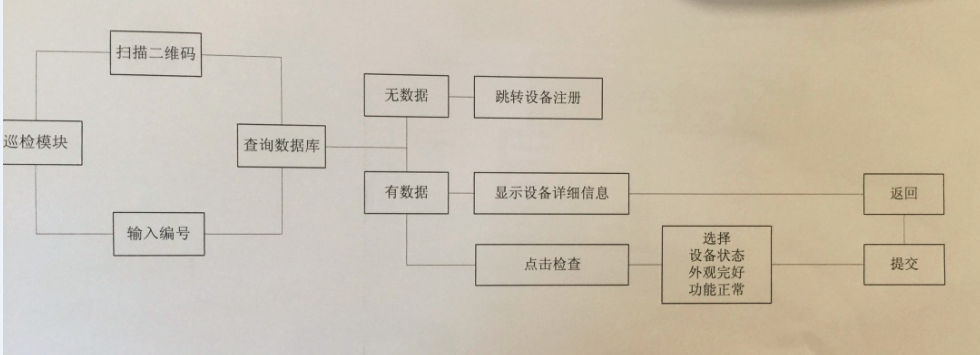 扫描二维码
巡检模块
输入编号
查询数据库
无数据
跳转设备注册
有数据
显示设备详细信息
返回
点击检查
选择
设备状态
外观完好
功能正常
提交